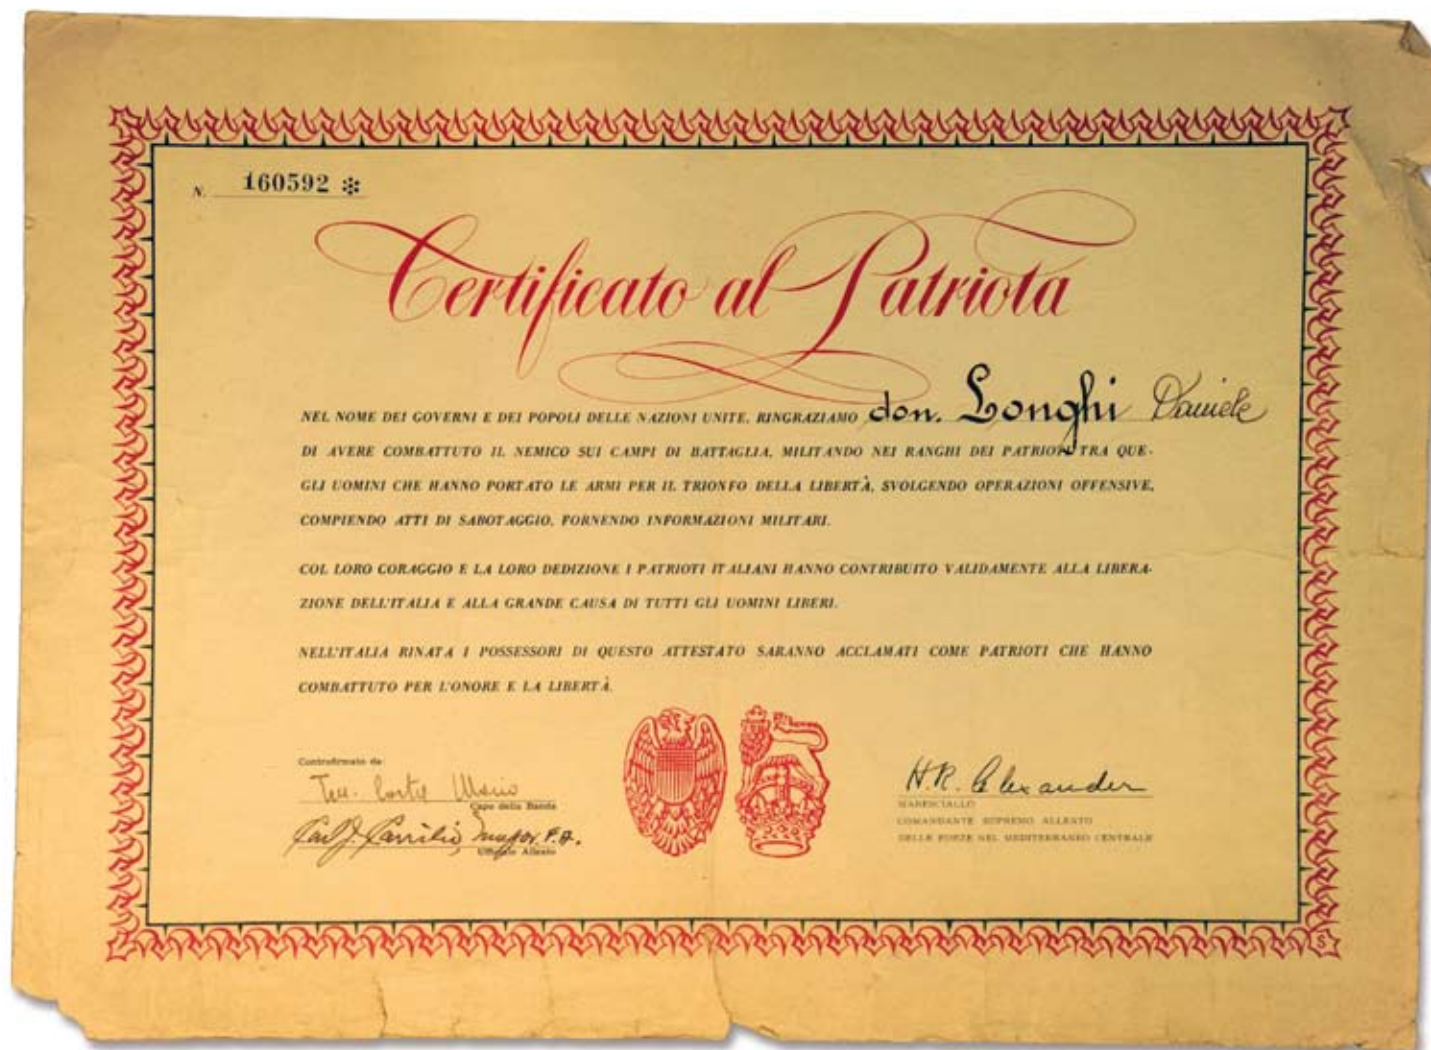 N. 160592 ✻
Certificato al Patriota
NEL NOME DEI GOVERNI E DEI POPOLI DELLE NAZIONI UNITE, RINGRAZIAMO don. Longhi Daniele
DI AVERE COMBATTUTO IL NEMICO SUI CAMPI DI BATTAGLIA, MILITANDO NEI RANGHI DEI PATRIOTI TRA QUE-
GLI UOMINI CHE HANNO PORTATO LE ARMI PER IL TRIONFO DELLA LIBERTÀ, SVOLGENDO OPERAZIONI OFFENSIVE,
COMPIENDO ATTI DI SABOTAGGIO, FORNENDO INFORMAZIONI MILITARI.
COL LORO CORAGGIO E LA LORO DEDIZIONE I PATRIOTI ITALIANI HANNO CONTRIBUITO VALIDAMENTE ALLA LIBERA-
ZIONE DELL'ITALIA E ALLA GRANDE CAUSA DI TUTTI GLI UOMINI LIBERI.
NELL'ITALIA RINATA I POSSESSORI DI QUESTO ATTESTATO SARANNO ACCLAMATI COME PATRIOTI CHE HANNO
COMBATTUTO PER L'ONORE E LA LIBERTÀ.
Controfirmato da:
Mario
Capo della Banda
Major. F.A.
Ufficiale Alleato
H.R. Alexander
MARESCIALLO
COMANDANTE SUPREMO ALLEATO
DELLE FORZE NEL MEDITERRANEO CENTRALE
S